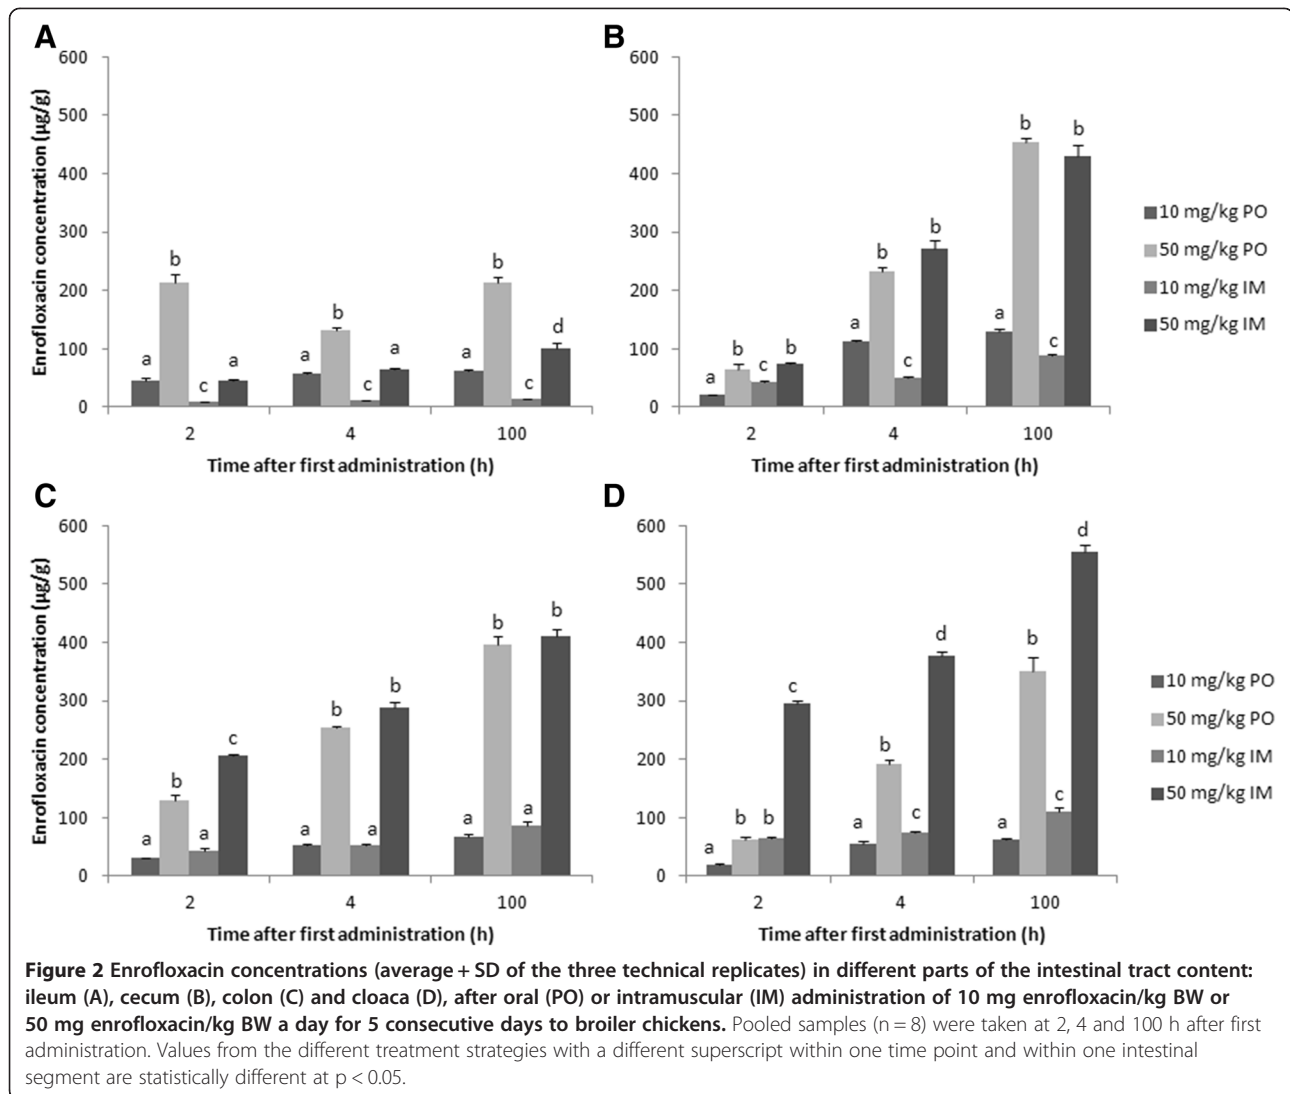 A
600
500
400
300
200
100
0
Enrofloxacin concentration (µg/g)
a b c a
a b c a
a b c d
2 4 100
Time after first administration (h)
B
600
500
400
300
200
100
0
a b c b
a b c b
a b c b
2 4 100
Time after first administration (h)
10 mg/kg PO
50 mg/kg PO
10 mg/kg IM
50 mg/kg IM
C
600
500
400
300
200
100
0
Enrofloxacin concentration (µg/g)
a b a c
a b a b
a b a b
2 4 100
Time after first administration (h)
D
600
500
400
300
200
100
0
a b b c
a b c d
a b c d
2 4 100
Time after first administration (h)
10 mg/kg PO
50 mg/kg PO
10 mg/kg IM
50 mg/kg IM
Figure 2 Enrofloxacin concentrations (average + SD of the three technical replicates) in different parts of the intestinal tract content:
ileum (A), cecum (B), colon (C) and cloaca (D), after oral (PO) or intramuscular (IM) administration of 10 mg enrofloxacin/kg BW or
50 mg enrofloxacin/kg BW a day for 5 consecutive days to broiler chickens. Pooled samples (n = 8) were taken at 2, 4 and 100 h after first
administration. Values from the different treatment strategies with a different superscript within one time point and within one intestinal
segment are statistically different at p < 0.05.